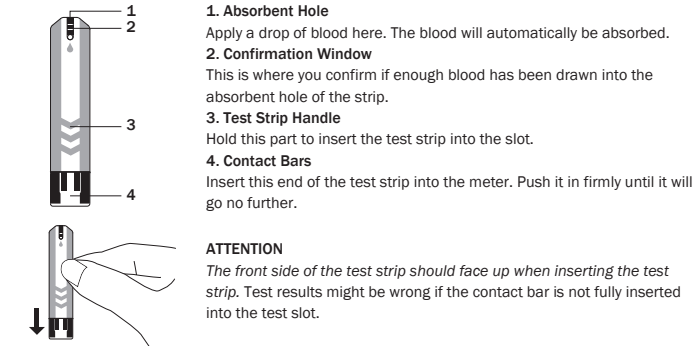 1
2
3
4
1. Absorbent Hole
Apply a drop of blood here. The blood will automatically be absorbed.
2. Confirmation Window
This is where you confirm if enough blood has been drawn into the
absorbent hole of the strip.
3. Test Strip Handle
Hold this part to insert the test strip into the slot.
4. Contact Bars
Insert this end of the test strip into the meter. Push it in firmly until it will
go no further.
ATTENTION
The front side of the test strip should face up when inserting the test
strip. Test results might be wrong if the contact bar is not fully inserted
into the test slot.